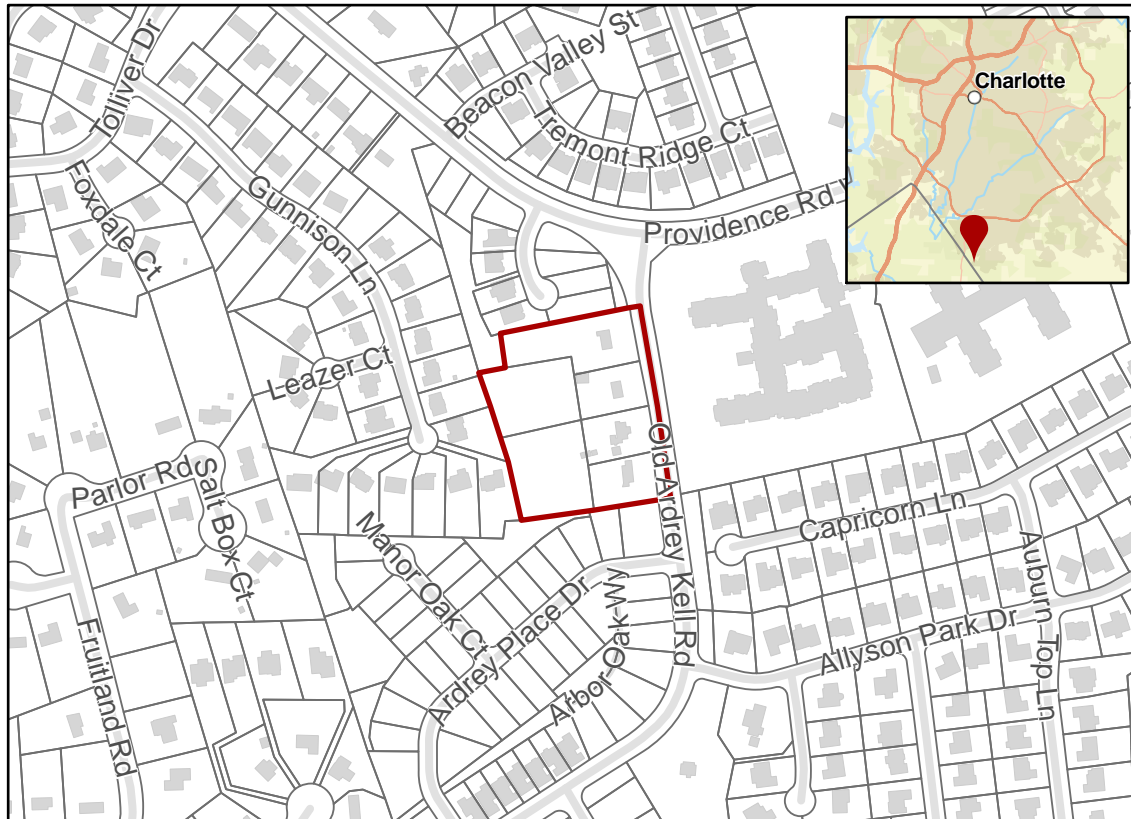 Jolliver Dr
Beacon Valley St
Tremont Ridge Ct
Charlotte
Foxdale Ct
Gunnison Ln
Providence Rd W
Leazer Ct
Parlor Rd
Salt Box Ct
Old Ardrey Kell Rd
Capricorn Ln
Manor Oak Ct
Ardrey Place Dr
Arbor Oak Wy
Auburn Top Ln
Allyson Park Dr
Fruitland Rd